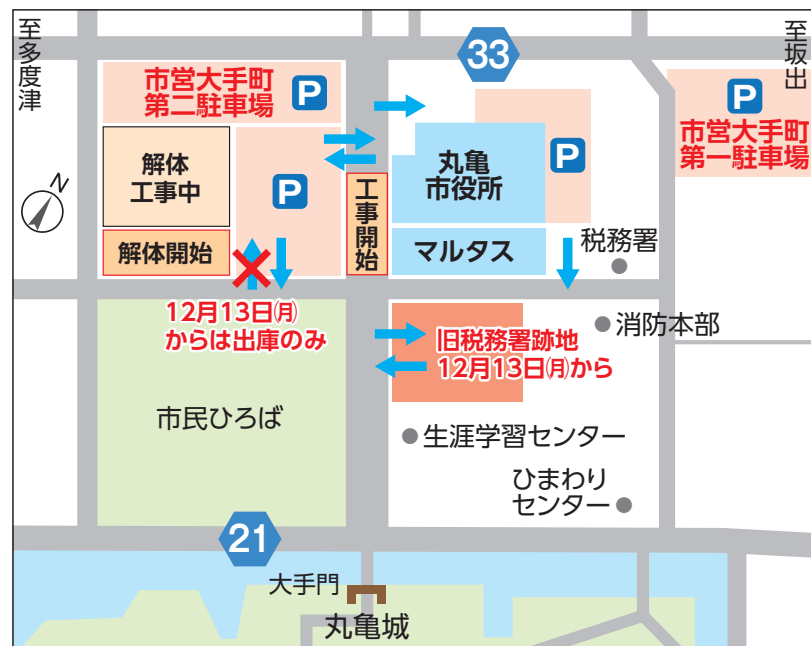 至多度津
33
至坂出
市営大手町
第二駐車場
P
P
市営大手町
第一駐車場
解体
工事中
P
丸亀
市役所
P
N
工事開始
解体開始
マルタス
税務署
12月13日㈪
からは出庫のみ
旧税務署跡地
12月13日㈪から
消防本部
市民ひろば
生涯学習センター
ひまわり
センター
21
大手門
丸亀城